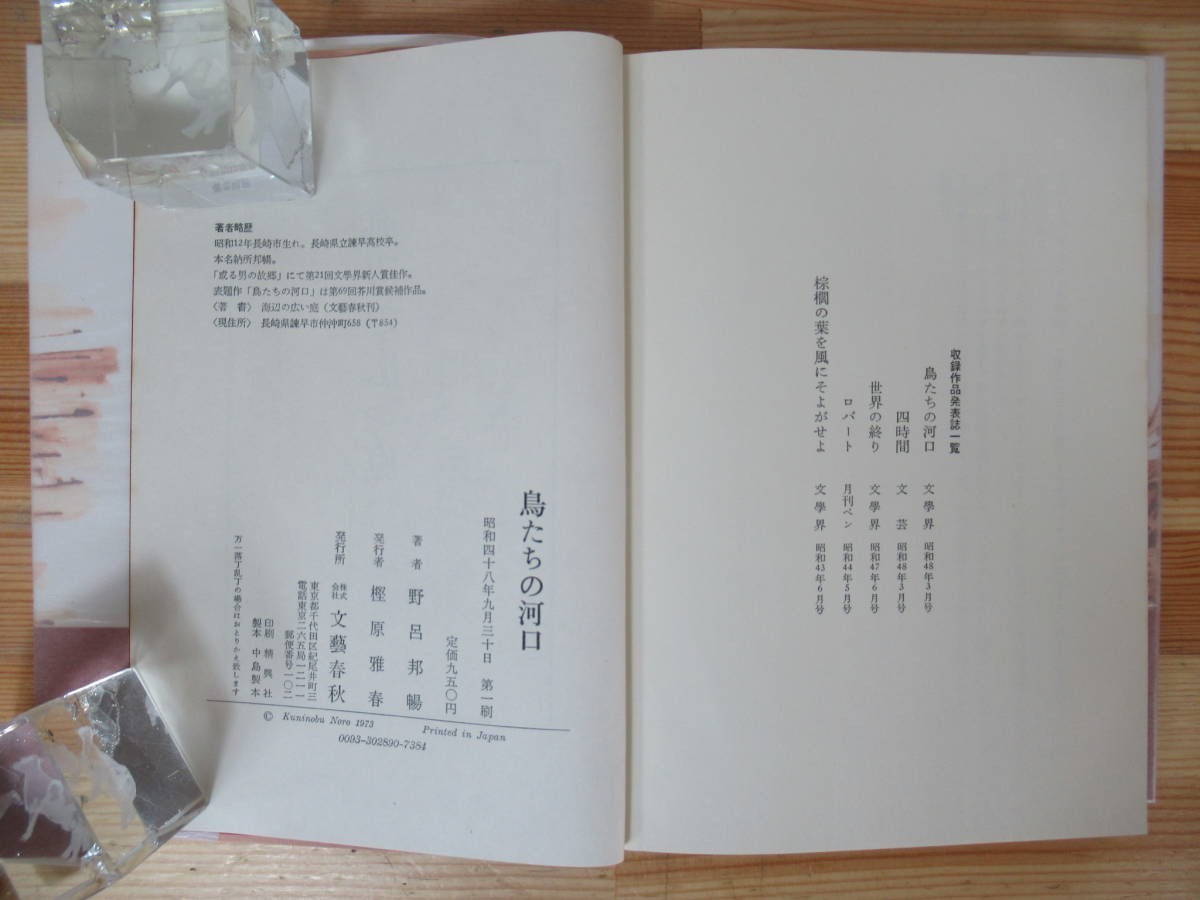 収録作品発表誌一覧
鳥たちの河口 文學界 昭和48年3月号
四時間 文芸 昭和48年3月号
世界の終り 文學界 昭和47年6月号
ロバート 月刊ペン 昭和44年5月号
棕櫚の葉を風にそよがせよ 文學界 昭和43年6月号
著者略歴
昭和12年長崎市生れ。長崎県立諫早高校卒。
本名納所邦暢。
「或る男の故郷」にて第21回文學界新人賞佳作。
表題作「鳥たちの河口」は第69回芥川賞候補作品。
〈著書〉 海辺の広い庭(文藝春秋刊)
〈現住所〉 長崎県諫早市仲沖町658(〒854)
鳥たちの河口
昭和四十八年九月三十日 第一刷
定価九五〇円
著者 野呂邦暢
発行者 樫原雅春
発行所 株式会社 文藝春秋
東京都千代田区紀尾井町三
電話東京二六五局一二一一
郵便番号一〇二
印刷 精興社
製本 中島製本
万一落丁乱丁の場合はおとりかえ致します
© Kuninobu Noro 1973 Printed in Japan
0093-302890-7384